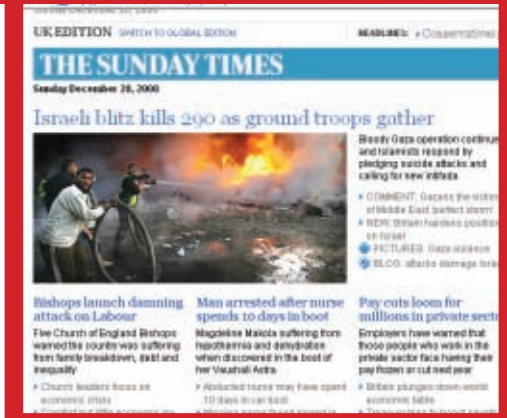 UK EDITION SWITCH TO GLOBAL EDITION
HEADLINES:
THE SUNDAY TIMES
Sunday December 28, 2008
Israeli blitz kills 290 as ground troops gather
Bloody Gaza operation continue
and Islamists respond by
pledging suicide attacks and
calling for new intifada
COMMENT: Gazans the victims
of Middle East 'perfect storm'
NEW: Britain hardens position
on Israel
PICTURES: Gaza violence
BLOG: attacks damage Israe
Bishops launch damning
attack on Labour
Five Church of England Bishops
warned the country was suffering
from family breakdown, debt and
inequality
Church leaders focus on
economic crisis
Man arrested after nurse
spends 10 days in boot
Magdeline Makola suffering from
hypothermia and dehydration
when discovered in the boot of
her Vauxhall Astra
Abducted nurse may have spent
10 days in car boot
Pay cuts loom for
millions in private secto
Employers have warned that
those people who work in the
private sector face having their
pay frozen or cut next year
Britain plunges down world
economic table